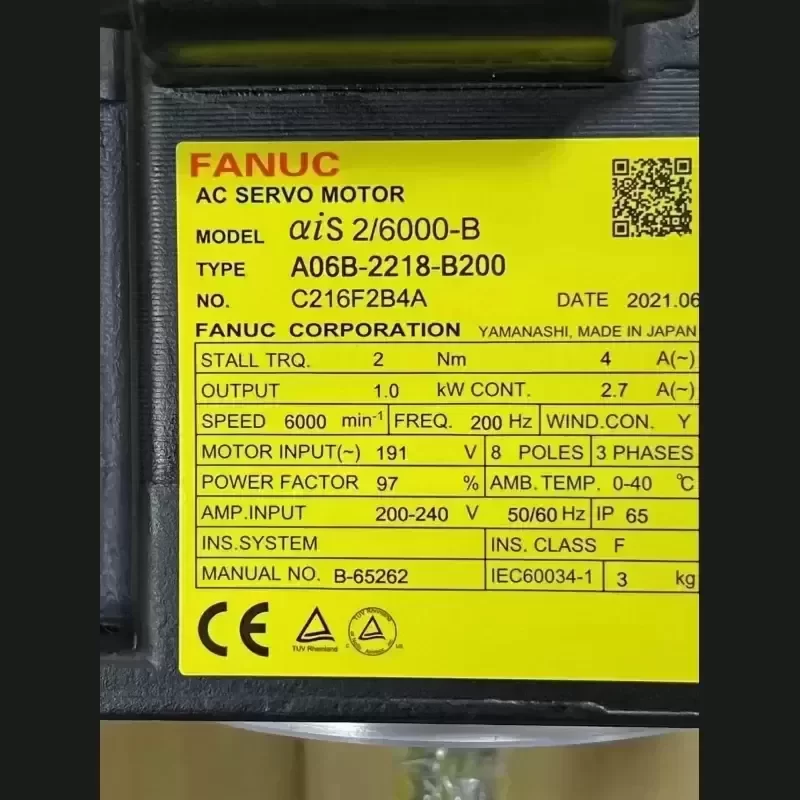 FANUC
AC SERVO MOTOR
MODEL αiS 2/6000-B
TYPE A06B-2218-B200
NO. C216F2B4A DATE 2021.06
FANUC CORPORATION YAMANASHI, MADE IN JAPAN
STALL TRQ. 2 Nm 4 A(~)
OUTPUT 1.0 kW CONT. 2.7 A(~)
SPEED 6000 min-1 FREQ. 200 Hz WIND.CON. Y
MOTOR INPUT(~) 191 V 8 POLES 3 PHASES
POWER FACTOR 97 % AMB.TEMP. 0-40 °C
AMP.INPUT 200-240 V 50/60 Hz IP 65
INS.SYSTEM INS. CLASS F
MANUAL NO. B-65262 IEC60034-1 3 kg
CE
TUV Rheinland
TUV Rheinland
C US